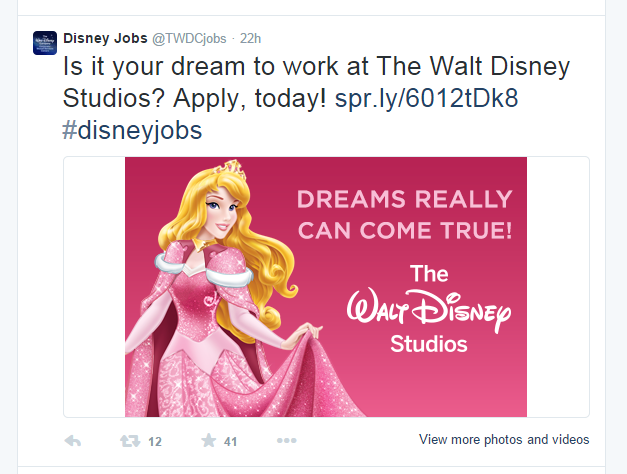 Disney Jobs @TWDCjobs · 22h
Is it your dream to work at The Walt Disney
Studios? Apply, today! spr.ly/6012tDk8
#disneyjobs
DREAMS REALLY
CAN COME TRUE!
The
WALT DISNEY
Studios
12 41 View more photos and videos